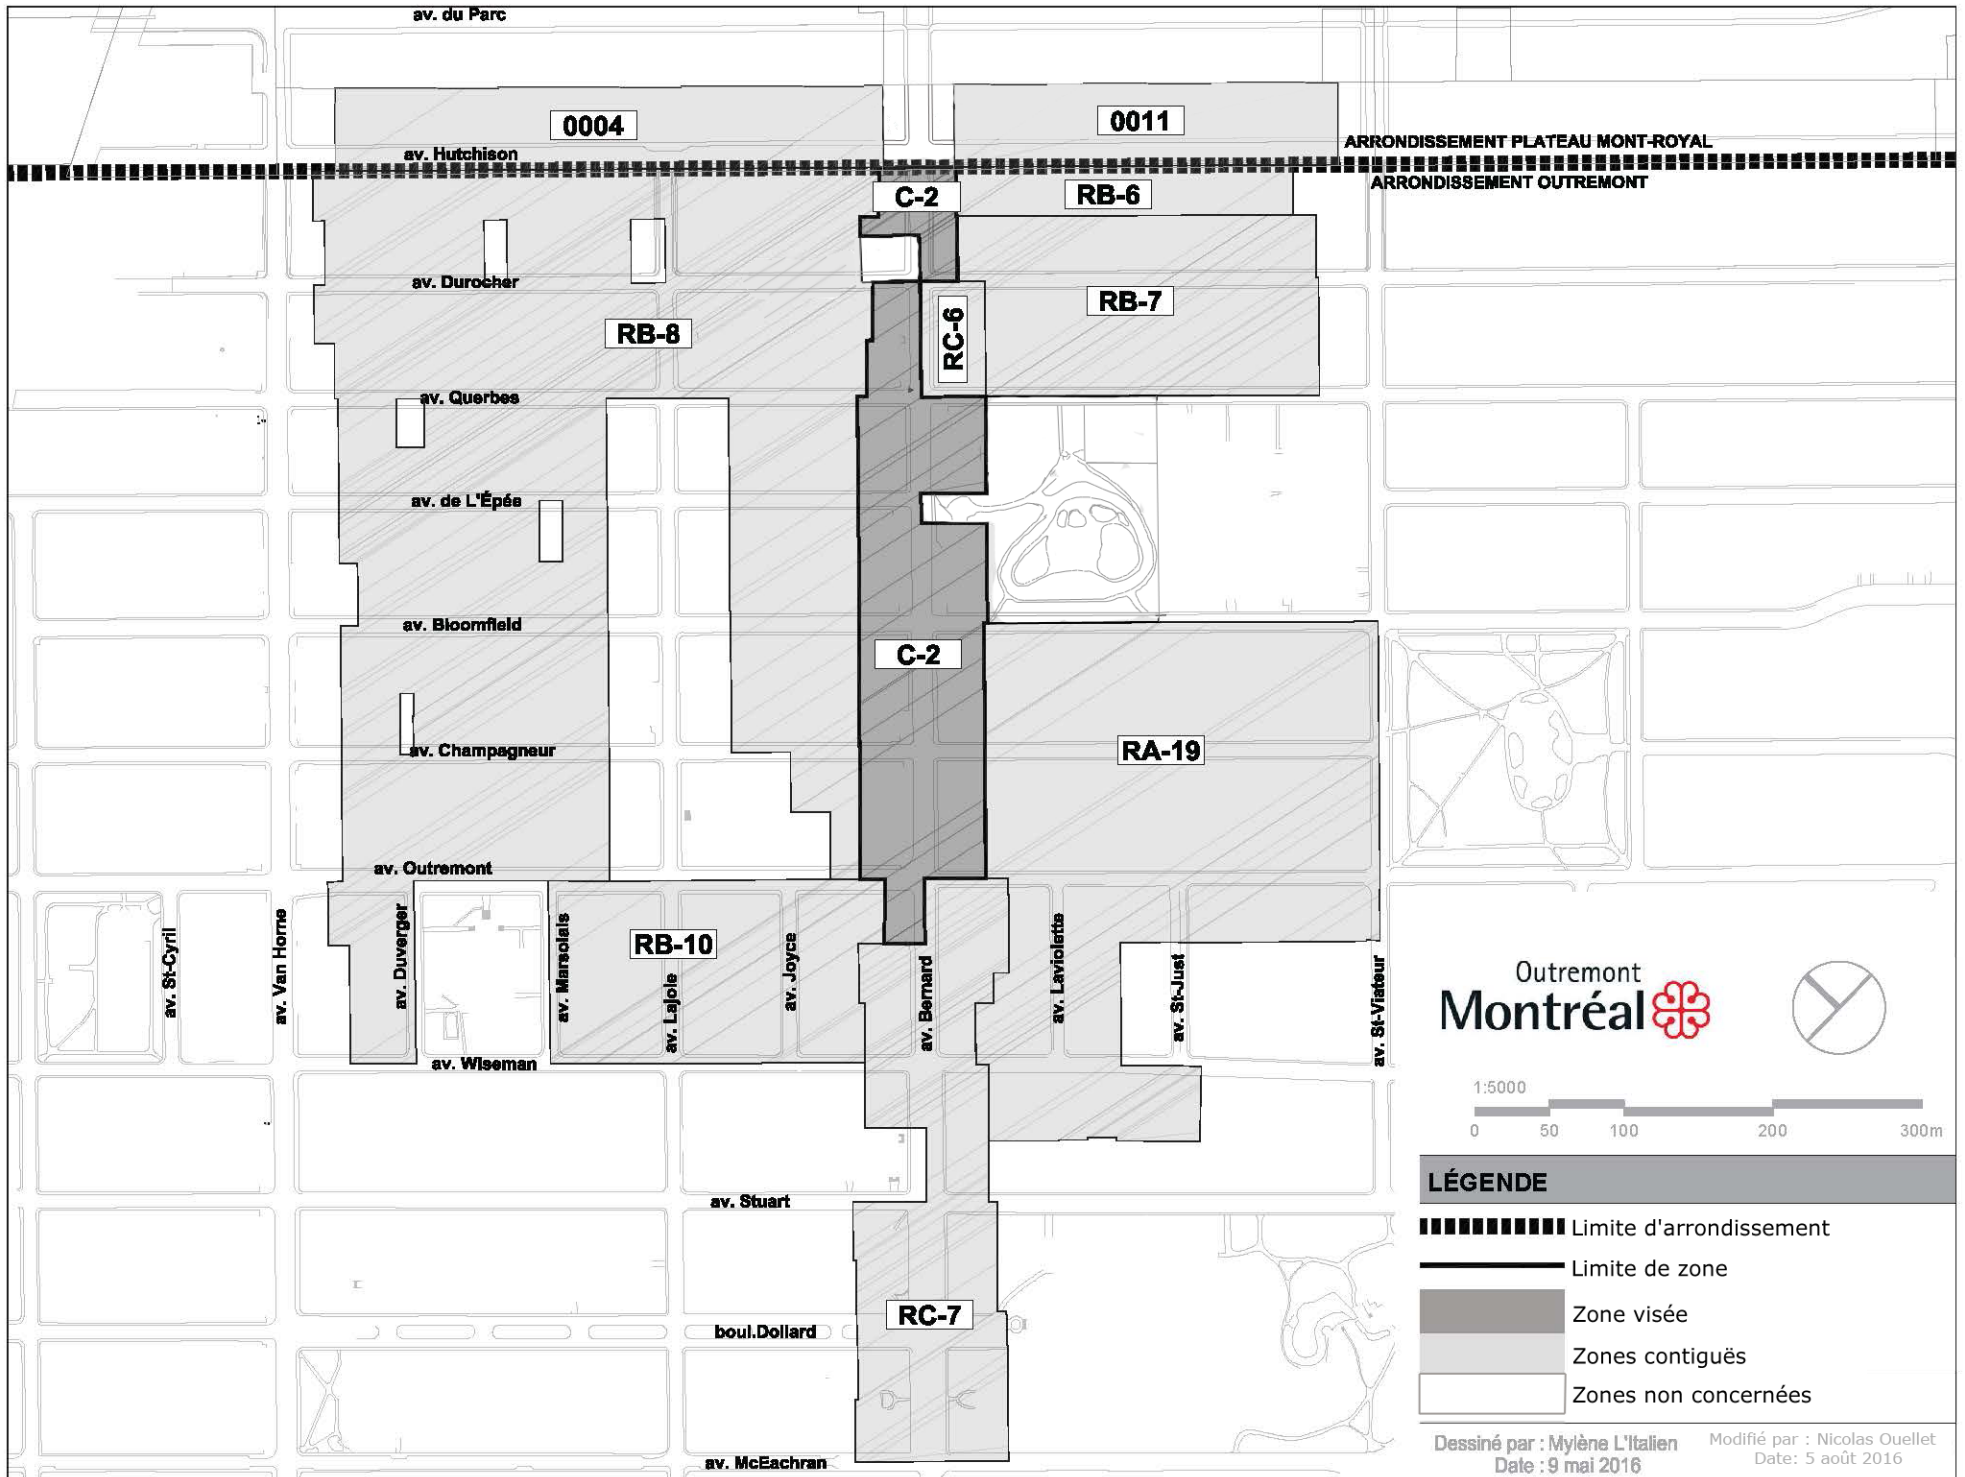 av. du Parc
0004
0011
ARRONDISSEMENT PLATEAU MONT-ROYAL
av. Hutchison
ARRONDISSEMENT OUTREMONT
C-2
RB-6
av. Durocher
RB-7
RB-8
RC-6
av. Querbes
av. de L'Épée
av. Bloomfield
C-2
av. Champagneur
RA-19
av. Outremont
av. St-Cyril
av. Van Horne
av. Duverger
av. Marsolais
RB-10
av. Lajoie
av. Joyce
av. Bernard
av. Laviolette
av. St-Just
av. St-Viateur
av. Wiseman
av. Stuart
RC-7
boul.Dollard
av. McEachran
Outremont
Montréal
1:5000
0 50 100 200 300m
LÉGENDE
Limite d'arrondissement
Limite de zone
Zone visée
Zones contiguës
Zones non concernées
Dessiné par : Mylène L'Italien
Date : 9 mai 2016
Modifié par : Nicolas Ouellet
Date: 5 août 2016